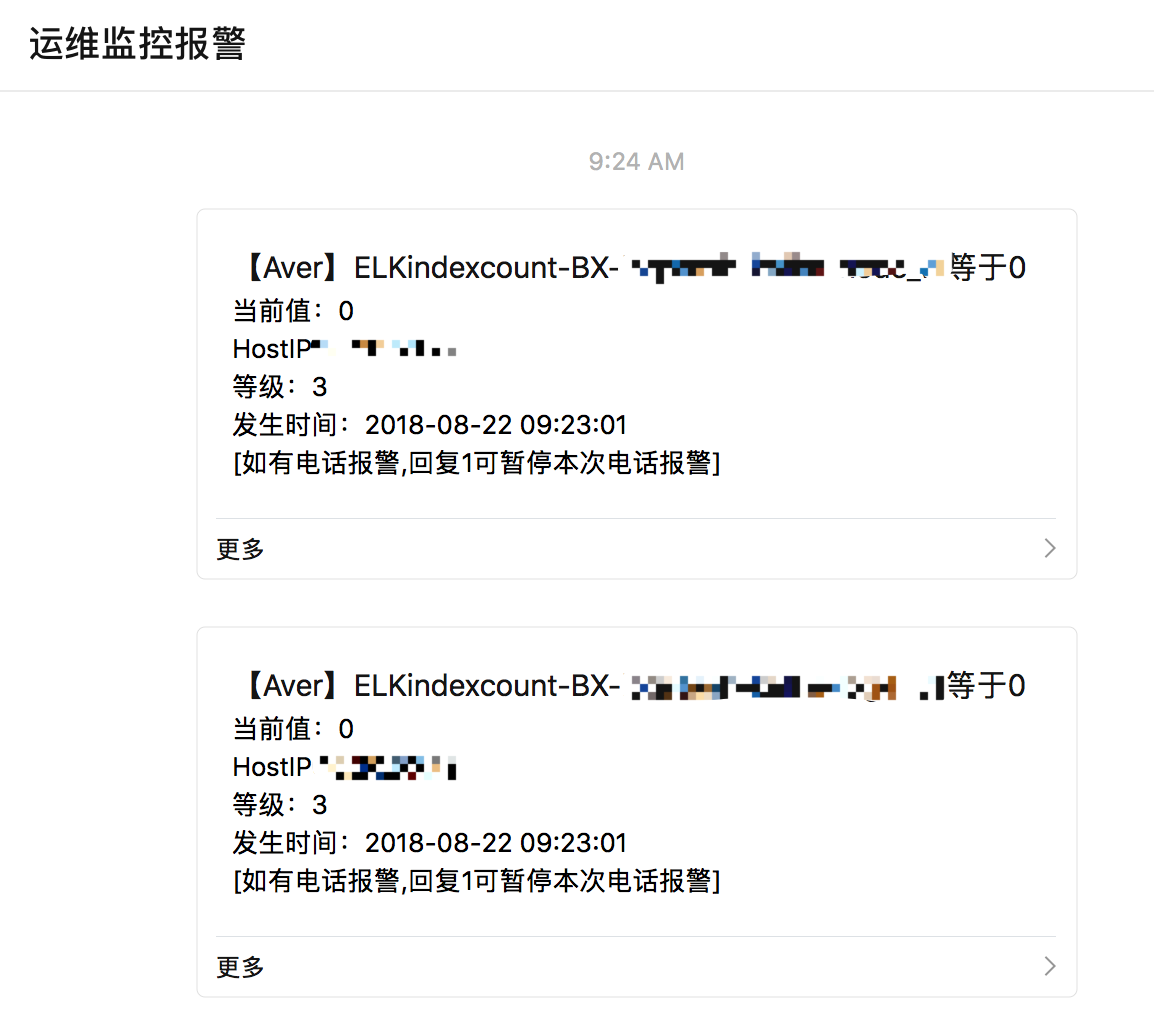 运维监控报警
9:24 AM
【Aver】ELKindexcount-BX- 等于0
当前值：0
HostIP
等级：3
发生时间：2018-08-22 09:23:01
[如有电话报警,回复1可暂停本次电话报警]
更多
【Aver】ELKindexcount-BX- 等于0
当前值：0
HostIP
等级：3
发生时间：2018-08-22 09:23:01
[如有电话报警,回复1可暂停本次电话报警]
更多